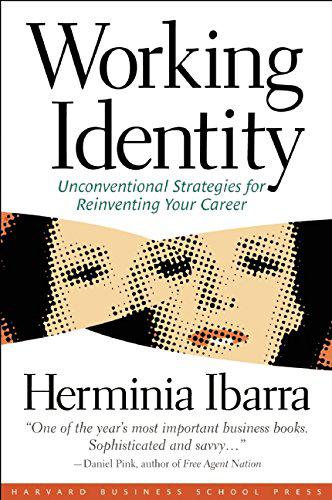 Working
Identity
Unconventional Strategies for
Reinventing Your Career
Herminia Ibarra
“One of the year’s most important business books.
Sophisticated and savvy…”
—Daniel Pink, author of Free Agent Nation
HARVARD BUSINESS SCHOOL PRESS